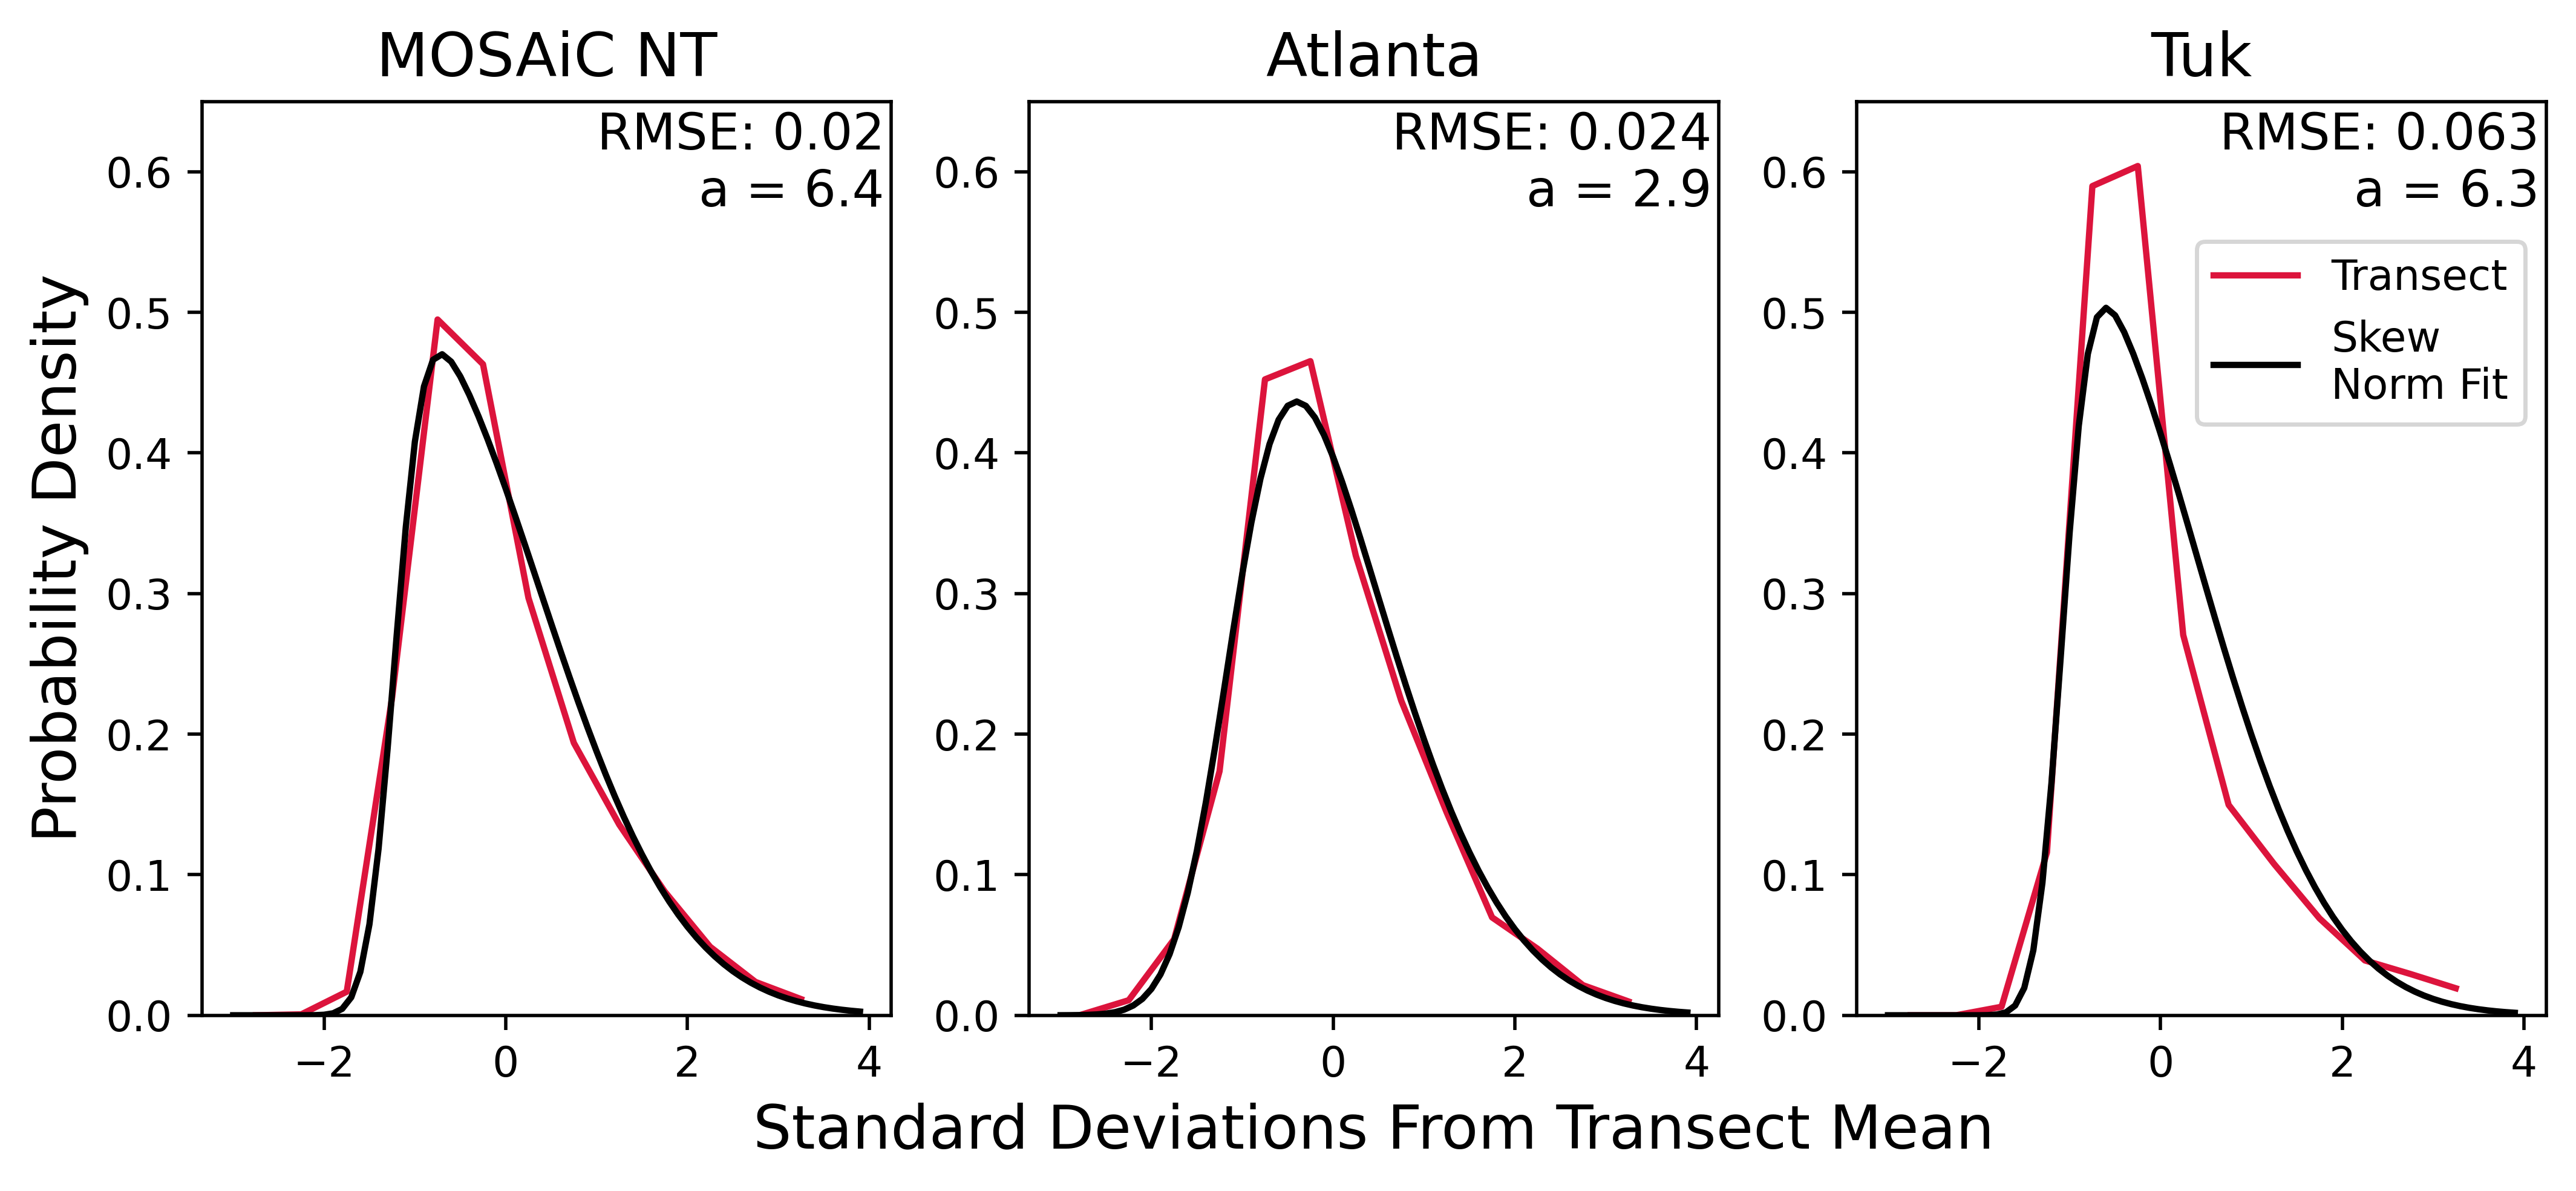 MOSAiC NT
Atlanta
Tuk
RMSE: 0.02
a = 6.4
RMSE: 0.024
a = 2.9
RMSE: 0.063
a = 6.3
Transect
Skew
Norm Fit
Probability Density
0.6
0.5
0.4
0.3
0.2
0.1
0.0
−2
0
2
4
0.6
0.5
0.4
0.3
0.2
0.1
0.0
−2
0
2
4
0.6
0.5
0.4
0.3
0.2
0.1
0.0
−2
0
2
4
Standard Deviations From Transect Mean